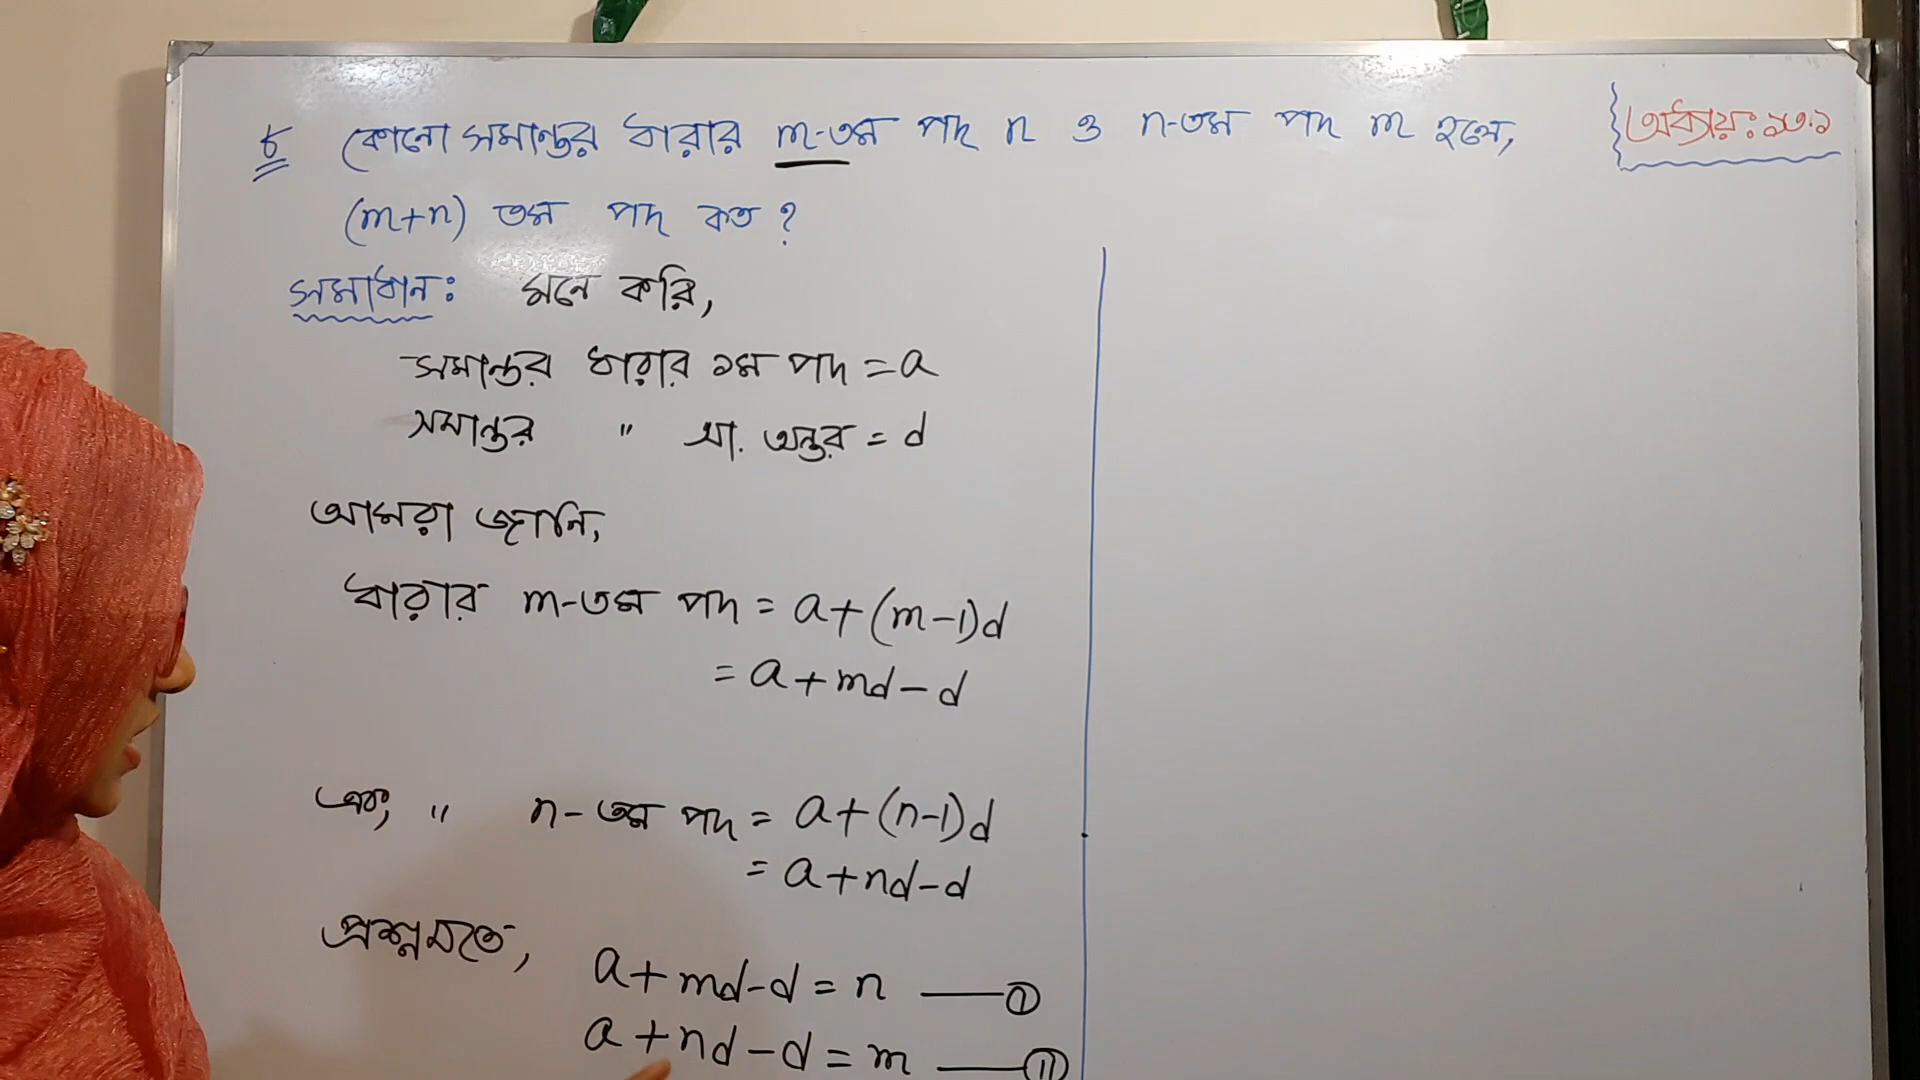 ৮ কোনো সমান্তর ধারার m-তম পদ n ও n-তম পদ m হলে,
(m+n) তম পদ কত ?
অধ্যায়ঃ ১৩.১
সমাধানঃ মনে করি,
সমান্তর ধারার ১ম পদ = a
সমান্তর " সা. অন্তর = d
আমরা জানি,
ধারার m-তম পদ = a+(m-1)d
= a+md-d
এবং, " n-তম পদ = a+(n-1)d
= a+nd-d
প্রশ্নমতে,
a+md-d = n —— ①
a+nd-d = m —— ⑪